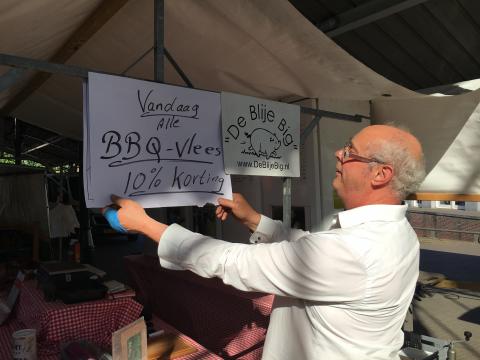 Vandaag
Alle
BBQ-Vlees
10% Korting
"De Blije Big"
www.DeBlijeBig.nl